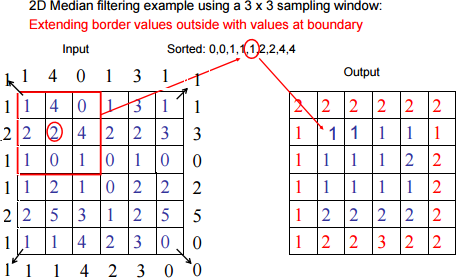 2D Median filtering example using a 3 x 3 sampling window:
Extending border values outside with values at boundary
Input Sorted: 0,0,1,1,1,2,2,4,4
Output
1 1 4 0 1 3 1 1
1 1 4 0 1 3 1 1 2 2 2 2 2 2
2 2 2 4 2 2 3 3 1 1 1 1 1 1
1 1 0 1 0 1 0 0 1 1 1 1 2 2
1 1 2 1 0 2 2 2 1 1 1 1 1 2
2 2 5 3 1 2 5 5 1 2 2 2 2 2
1 1 1 4 2 3 0 0 1 2 2 3 2 2
1 1 1 4 2 3 0 0